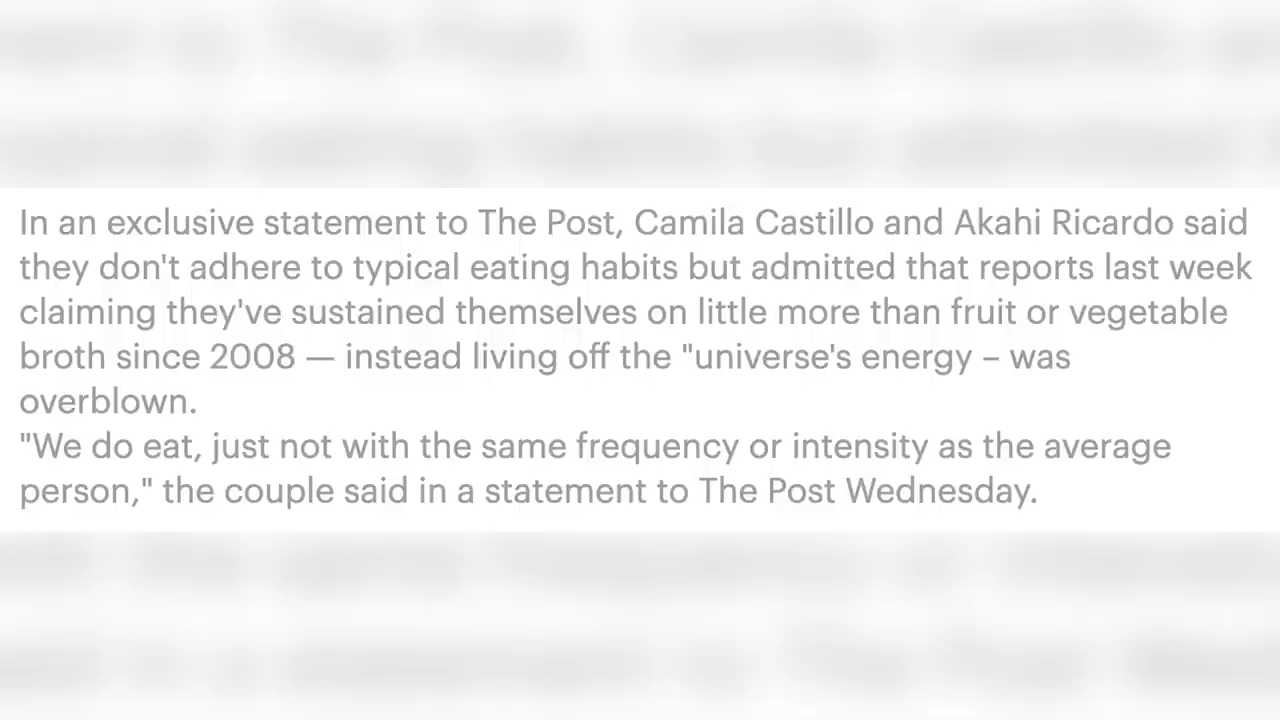 In an exclusive statement to The Post, Camila Castillo and Akahi Ricardo said
they don't adhere to typical eating habits but admitted that reports last week
claiming they've sustained themselves on little more than fruit or vegetable
broth since 2008 — instead living off the "universe's energy – was
overblown.
"We do eat, just not with the same frequency or intensity as the average
person," the couple said in a statement to The Post Wednesday.